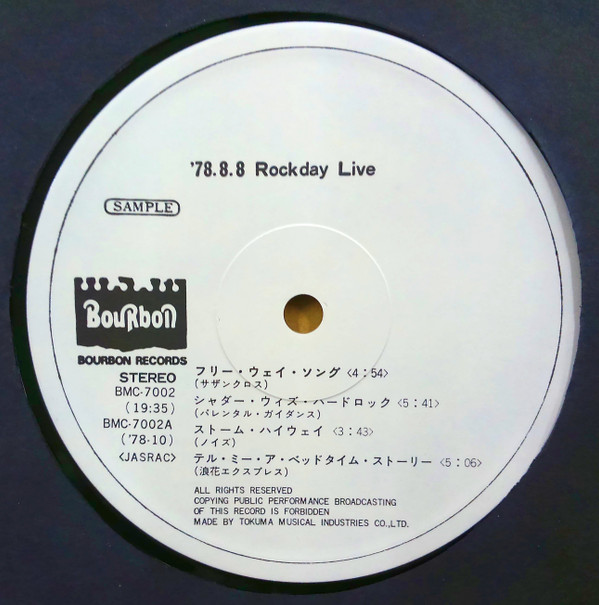 '78.8.8 Rockday Live
SAMPLE
BouRboN
BOURBON RECORDS
STEREO
BMC-7002
(19:35)
BMC-7002A
('78·10)
<JASRAC>
フリー・ウェイ・ソング <4:54>
(サザンクロス)
シャダー・ウィズ・ハードロック <5:41>
(パレンタル・ガイダンス)
ストーム・ハイウェイ <3:43>
(ノイズ)
テル・ミー・ア・ベッドタイム・ストーリー <5:06>
(浪花エクスプレス)
ALL RIGHTS RESERVED
COPYING PUBLIC PERFORMANCE BROADCASTING
OF THIS RECORD IS FORBIDDEN
MADE BY TOKUMA MUSICAL INDUSTRIES CO.,LTD.